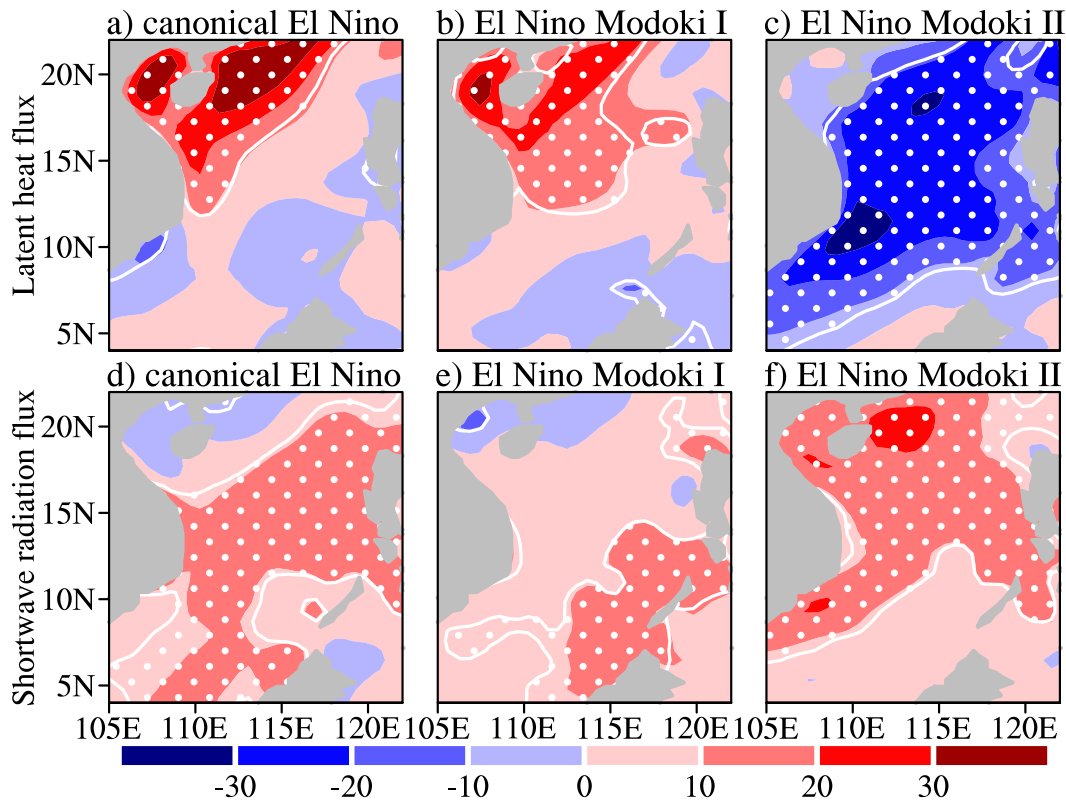 a) canonical El Nino
b) El Nino Modoki I
c) El Nino Modoki II
Latent heat flux
20N
15N
10N
5N
d) canonical El Nino
e) El Nino Modoki I
f) El Nino Modoki II
Shortwave radiation flux
20N
15N
10N
5N
105E 110E 115E 120E
105E 110E 115E 120E
105E 110E 115E 120E
-30 -20 -10 0 10 20 30